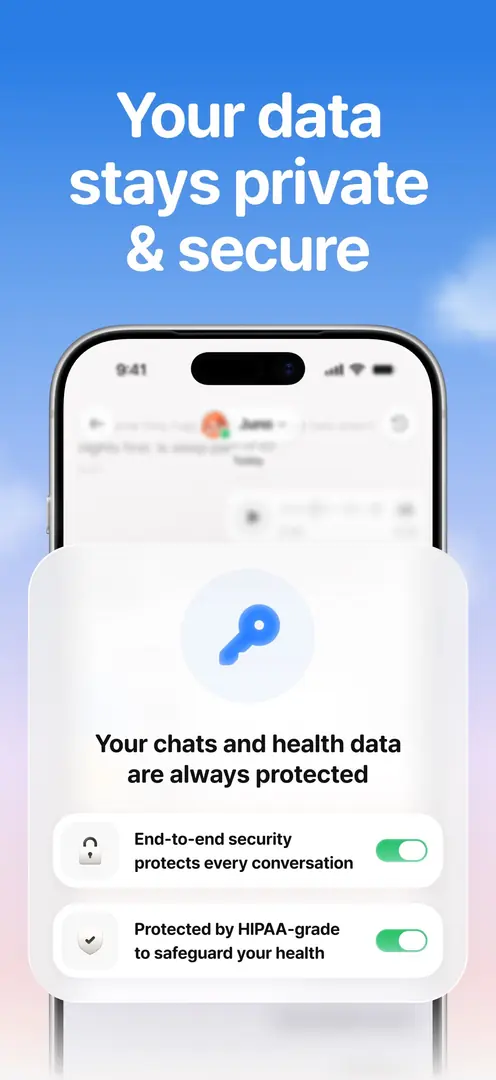 Your data
stays private
& secure
9:41
Juno
Today
Your chats and health data
are always protected
End-to-end security
protects every conversation
Protected by HIPAA-grade
to safeguard your health